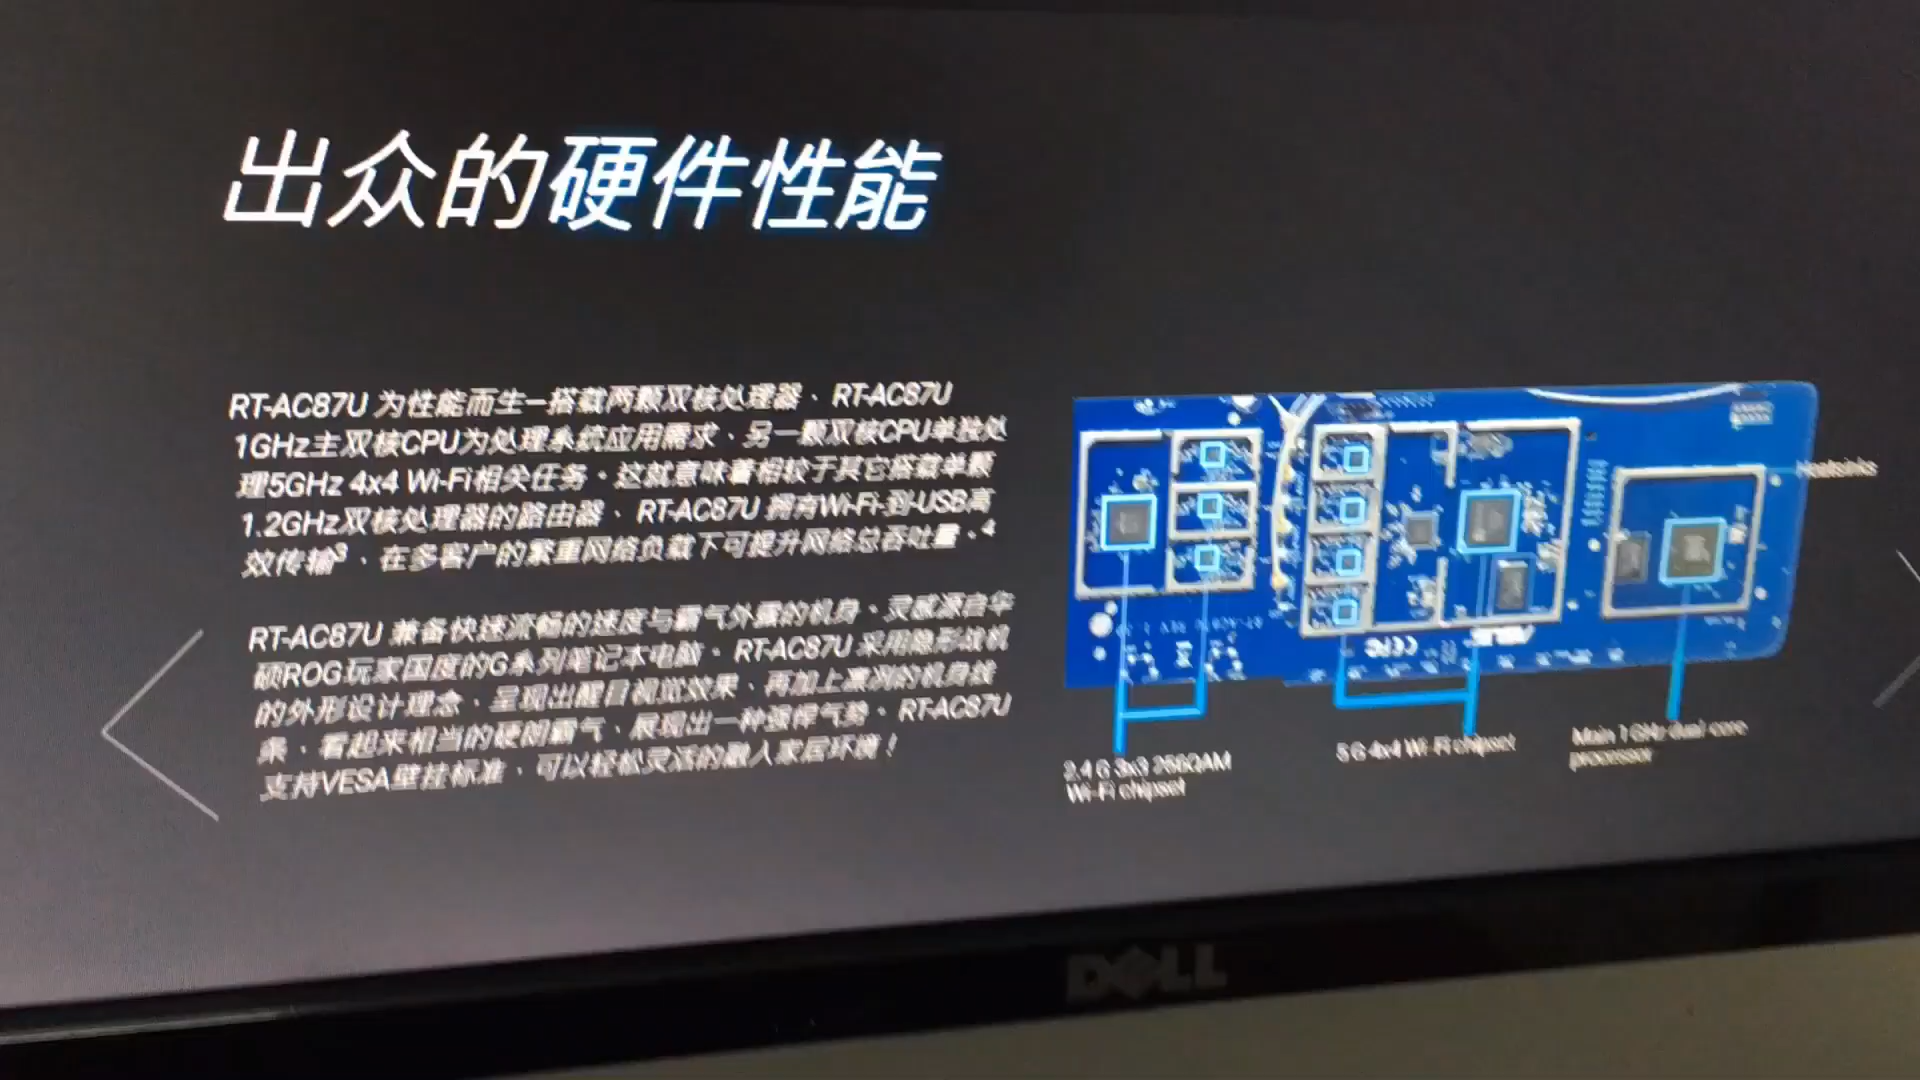 出众的硬件性能
RT-AC87U 为性能而生—搭载两颗双核处理器、RT-AC87U
1GHz主双核CPU为处理系统应用需求、另一颗双核CPU单独处
理5GHz 4x4 Wi-Fi相关任务。这就意味着相较于其它搭载单颗
1.2GHz双核处理器的路由器、RT-AC87U 拥有Wi-Fi-到-USB高
效传输³、在多客户的繁重网络负载下可提升网络总吞吐量。⁴
RT-AC87U 兼备快速流畅的速度与霸气外露的机身、灵感源自华
硕ROG玩家国度的G系列笔记本电脑。RT-AC87U 采用隐形战机
的外形设计理念、呈现出醒目视觉效果、再加上凛冽的机身线
条、看起来相当的硬朗霸气、展现出一种强悍气势。RT-AC87U
支持VESA壁挂标准、可以轻松灵活的融入家居环境！
Heatsinks
2.4 G 3x3 256QAM
Wi-Fi chipset
5 G 4x4 Wi-Fi chipset
Main 1 GHz dual-core
processor
ASUS
DELL